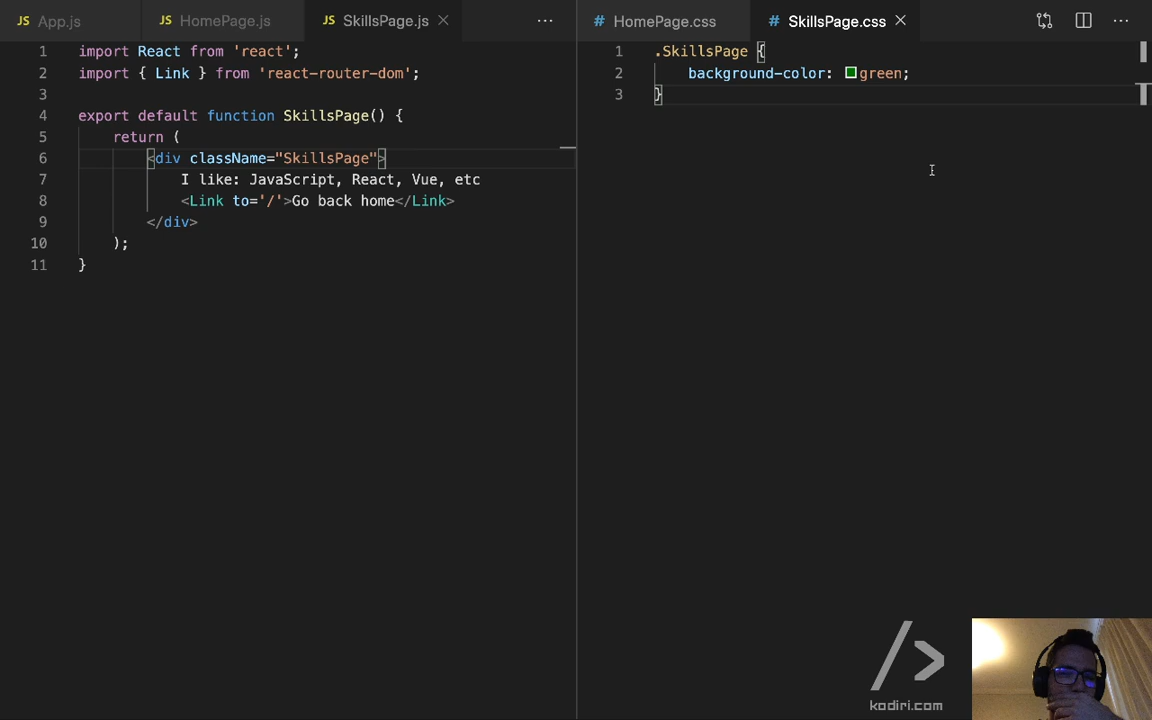 JS App.js JS HomePage.js JS SkillsPage.js × ...
1 import React from 'react';
2 import { Link } from 'react-router-dom';
3
4 export default function SkillsPage() {
5 return (
6 <div className="SkillsPage">
7 I like: JavaScript, React, Vue, etc
8 <Link to='/'>Go back home</Link>
9 </div>
10 );
11 }
# HomePage.css # SkillsPage.css × ...
1 .SkillsPage {
2 background-color: green;
3 }
/>
kodiri.com